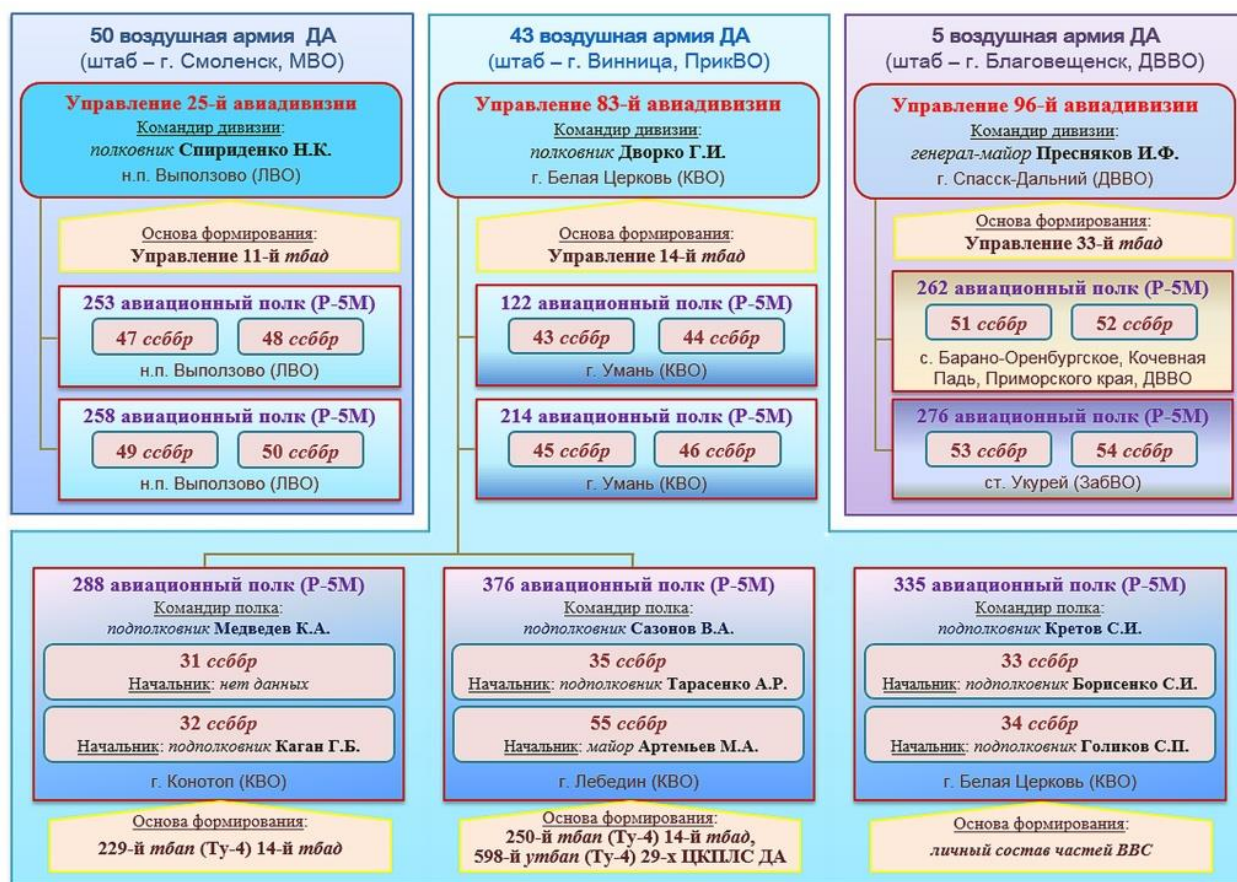 50 воздушная армия ДА
(штаб – г. Смоленск, МВО)
Управление 25-й авиадивизии
Командир дивизии:
полковник Спириденко Н.К.
н.п. Выползово (ЛВО)
Основа формирования:
Управление 11-й тбад
253 авиационный полк (Р-5М)
47 ссббр
48 ссббр
н.п. Выползово (ЛВО)
258 авиационный полк (Р-5М)
49 ссббр
50 ссббр
н.п. Выползово (ЛВО)
43 воздушная армия ДА
(штаб – г. Винница, ПрикВО)
Управление 83-й авиадивизии
Командир дивизии:
полковник Дворко Г.И.
г. Белая Церковь (КВО)
Основа формирования:
Управление 14-й тбад
122 авиационный полк (Р-5М)
43 ссббр
44 ссббр
г. Умань (КВО)
214 авиационный полк (Р-5М)
45 ссббр
46 ссббр
г. Умань (КВО)
5 воздушная армия ДА
(штаб – г. Благовещенск, ДВВО)
Управление 96-й авиадивизии
Командир дивизии:
генерал-майор Пресняков И.Ф.
г. Спасск-Дальний (ДВВО)
Основа формирования:
Управление 33-й тбад
262 авиационный полк (Р-5М)
51 ссббр
52 ссббр
с. Барано-Оренбургское, Кочевная
Падь, Приморского края, ДВВО
276 авиационный полк (Р-5М)
53 ссббр
54 ссббр
ст. Укурей (ЗабВО)
288 авиационный полк (Р-5М)
Командир полка:
подполковник Медведев К.А.
31 ссббр
Начальник: нет данных
32 ссббр
Начальник: подполковник Каган Г.Б.
г. Конотоп (КВО)
Основа формирования:
229-й тбап (Ту-4) 14-й тбад
376 авиационный полк (Р-5М)
Командир полка:
подполковник Сазонов В.А.
35 ссббр
Начальник: подполковник Тарасенко А.Р.
55 ссббр
Начальник: майор Артемьев М.А.
г. Лебедин (КВО)
Основа формирования:
250-й тбап (Ту-4) 14-й тбад,
598-й утбап (Ту-4) 29-х ЦКПЛС ДА
335 авиационный полк (Р-5М)
Командир полка:
подполковник Кретов С.И.
33 ссббр
Начальник: подполковник Борисенко С.И.
34 ссббр
Начальник: подполковник Голиков С.П.
г. Белая Церковь (КВО)
Основа формирования:
личный состав частей ВВС